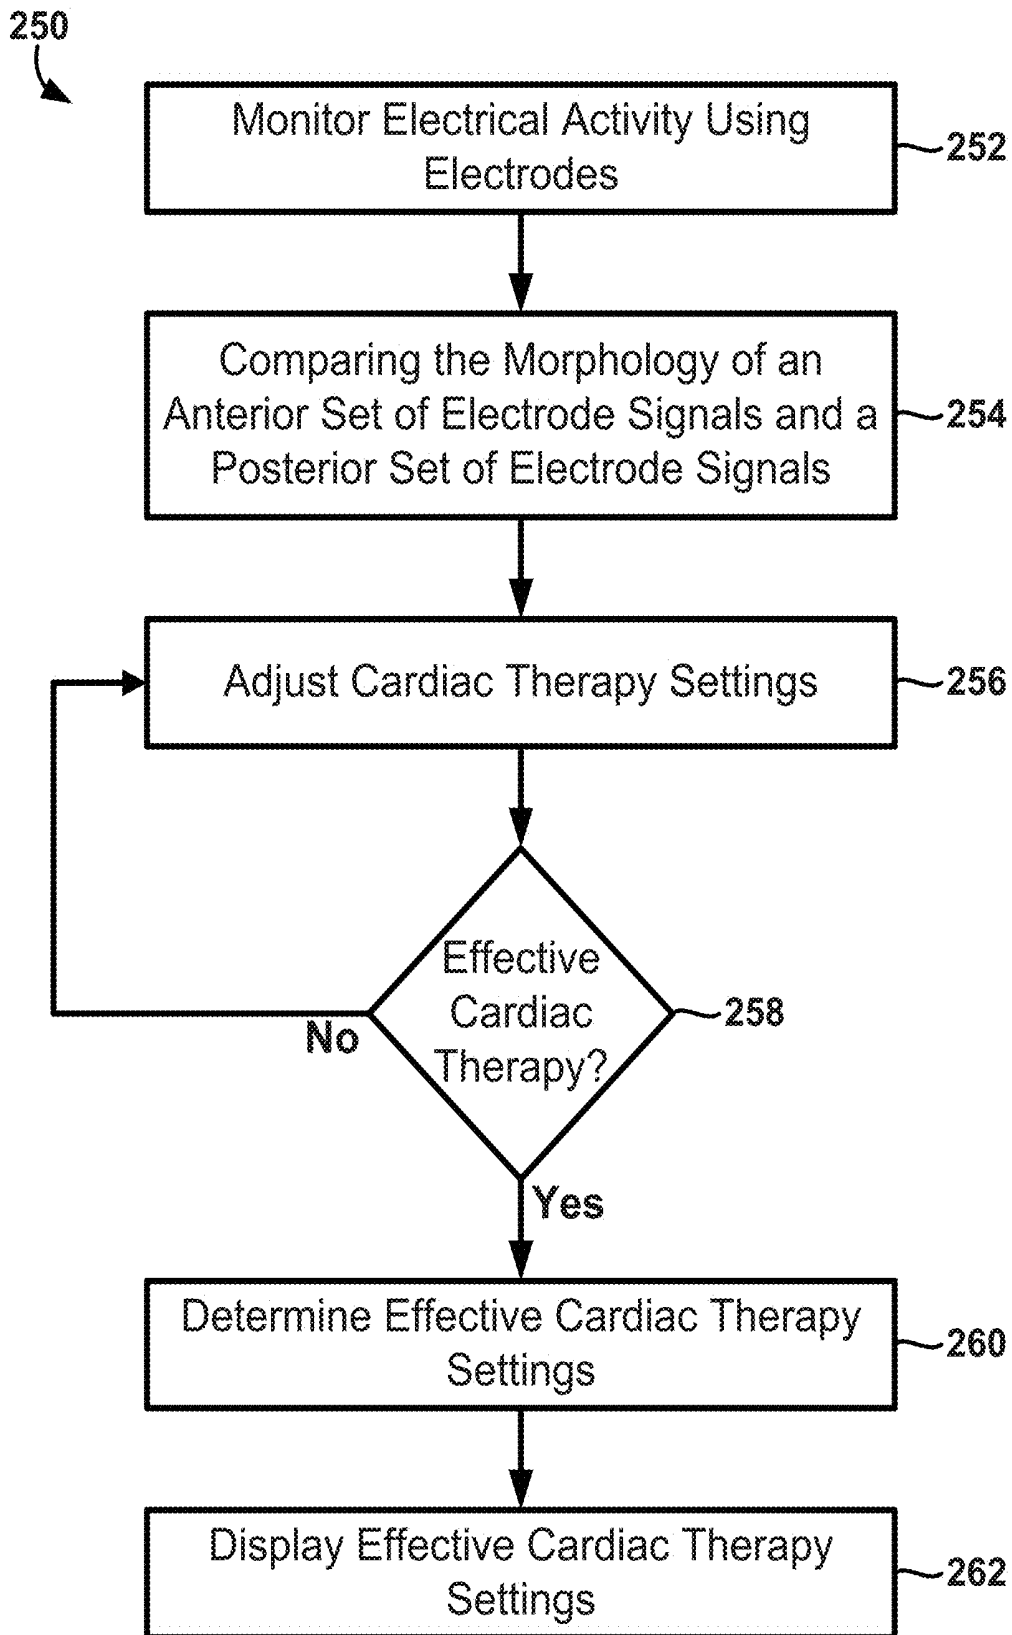 250
Monitor Electrical Activity Using
Electrodes
252
Comparing the Morphology of an
Anterior Set of Electrode Signals and a
Posterior Set of Electrode Signals
254
Adjust Cardiac Therapy Settings
256
Effective
Cardiac
Therapy?
258
No
Yes
Determine Effective Cardiac Therapy
Settings
260
Display Effective Cardiac Therapy
Settings
262